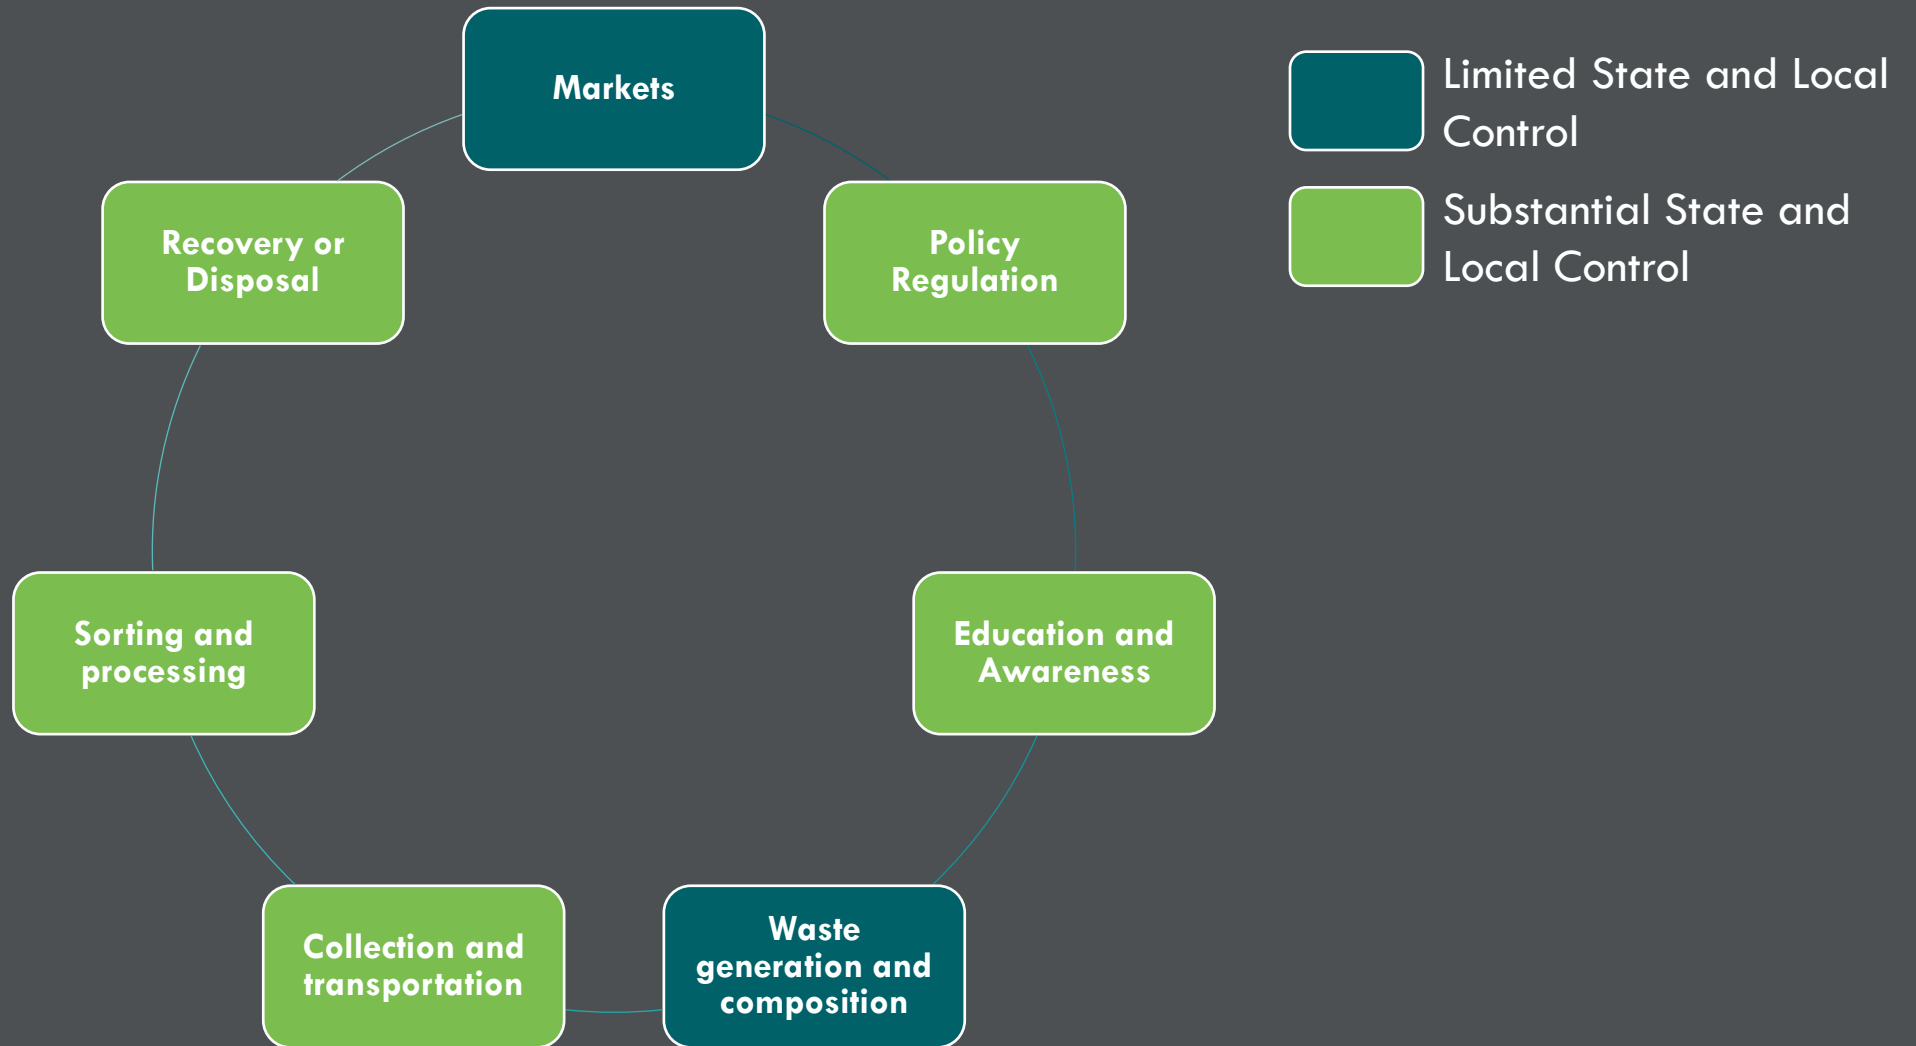 Markets
Limited State and Local
Control
Substantial State and
Local Control
Recovery or
Disposal
Policy
Regulation
Sorting and
processing
Education and
Awareness
Collection and
transportation
Waste
generation and
composition